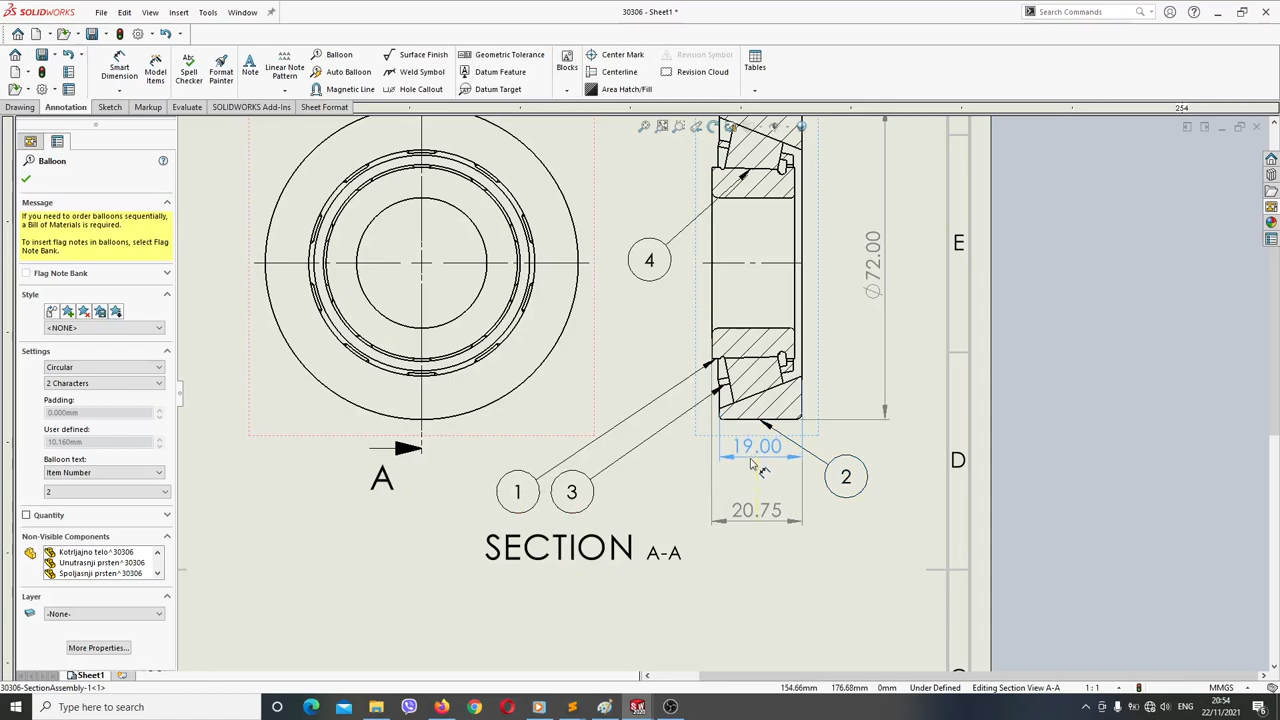 SOLIDWORKS File Edit View Insert Tools Window 30306 - Sheet1 * Search Commands
Smart Dimension
Model Items
Spell Checker
Format Painter
Note
Linear Note Pattern
Balloon
Auto Balloon
Magnetic Line
Surface Finish
Weld Symbol
Hole Callout
Geometric Tolerance
Datum Feature
Datum Target
Blocks
Center Mark
Centerline
Area Hatch/Fill
Revision Symbol
Revision Cloud
Tables
Drawing Annotation Sketch Markup Evaluate SOLIDWORKS Add-Ins Sheet Format
254
Balloon
Message
If you need to order balloons sequentially,
a Bill of Materials is required.
To insert flag notes in balloons, select Flag
Note Bank.
Flag Note Bank
Style
<NONE>
Settings
Circular
2 Characters
Padding:
0.000mm
User defined:
10.160mm
Balloon text:
Item Number
2
Quantity
Non-Visible Components
Kotrljajno telo^30306
Unutrasnji prsten^30306
Spoljasnji prsten^30306
Layer
-None-
More Properties...
E
4
Ø72.00
19.00
D
A
1
3
2
20.75
SECTION A-A
Sheet1
30306-SectionAssembly-1<1> 154.66mm 176.68mm 0mm Under Defined Editing Section View A-A 1 : 1 MMGS
Type here to search
ENG
20:54
22/11/2021